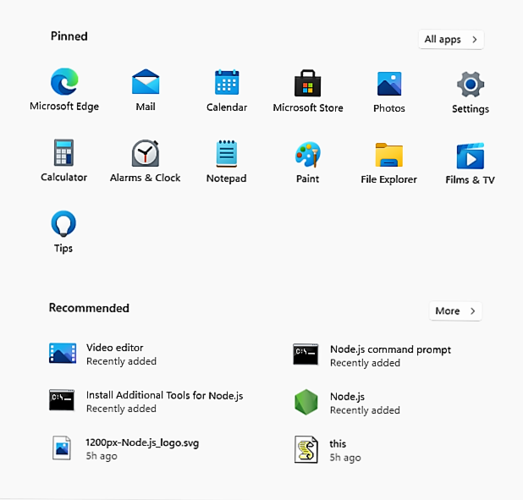 Pinned
All apps
Microsoft Edge
Mail
Calendar
Microsoft Store
Photos
Settings
Calculator
Alarms & Clock
Notepad
Paint
File Explorer
Films & TV
Tips
Recommended
More
Video editor
Recently added
Node.js command prompt
Recently added
Install Additional Tools for Node.js
Recently added
Node.js
Recently added
1200px-Node.js_logo.svg
5h ago
this
5h ago